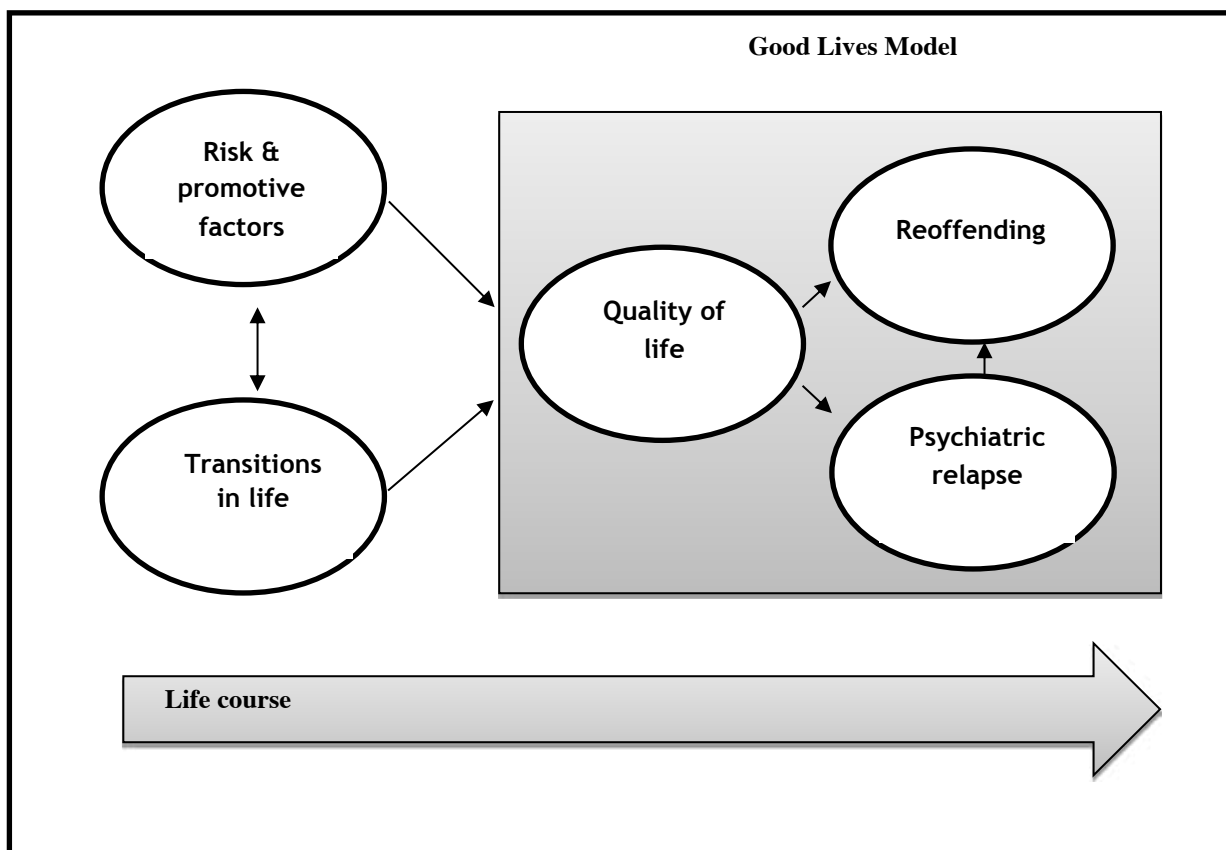 Good Lives Model
Risk &
promotive
factors
Reoffending
Quality of
life
Transitions
in life
Psychiatric
relapse
Life course